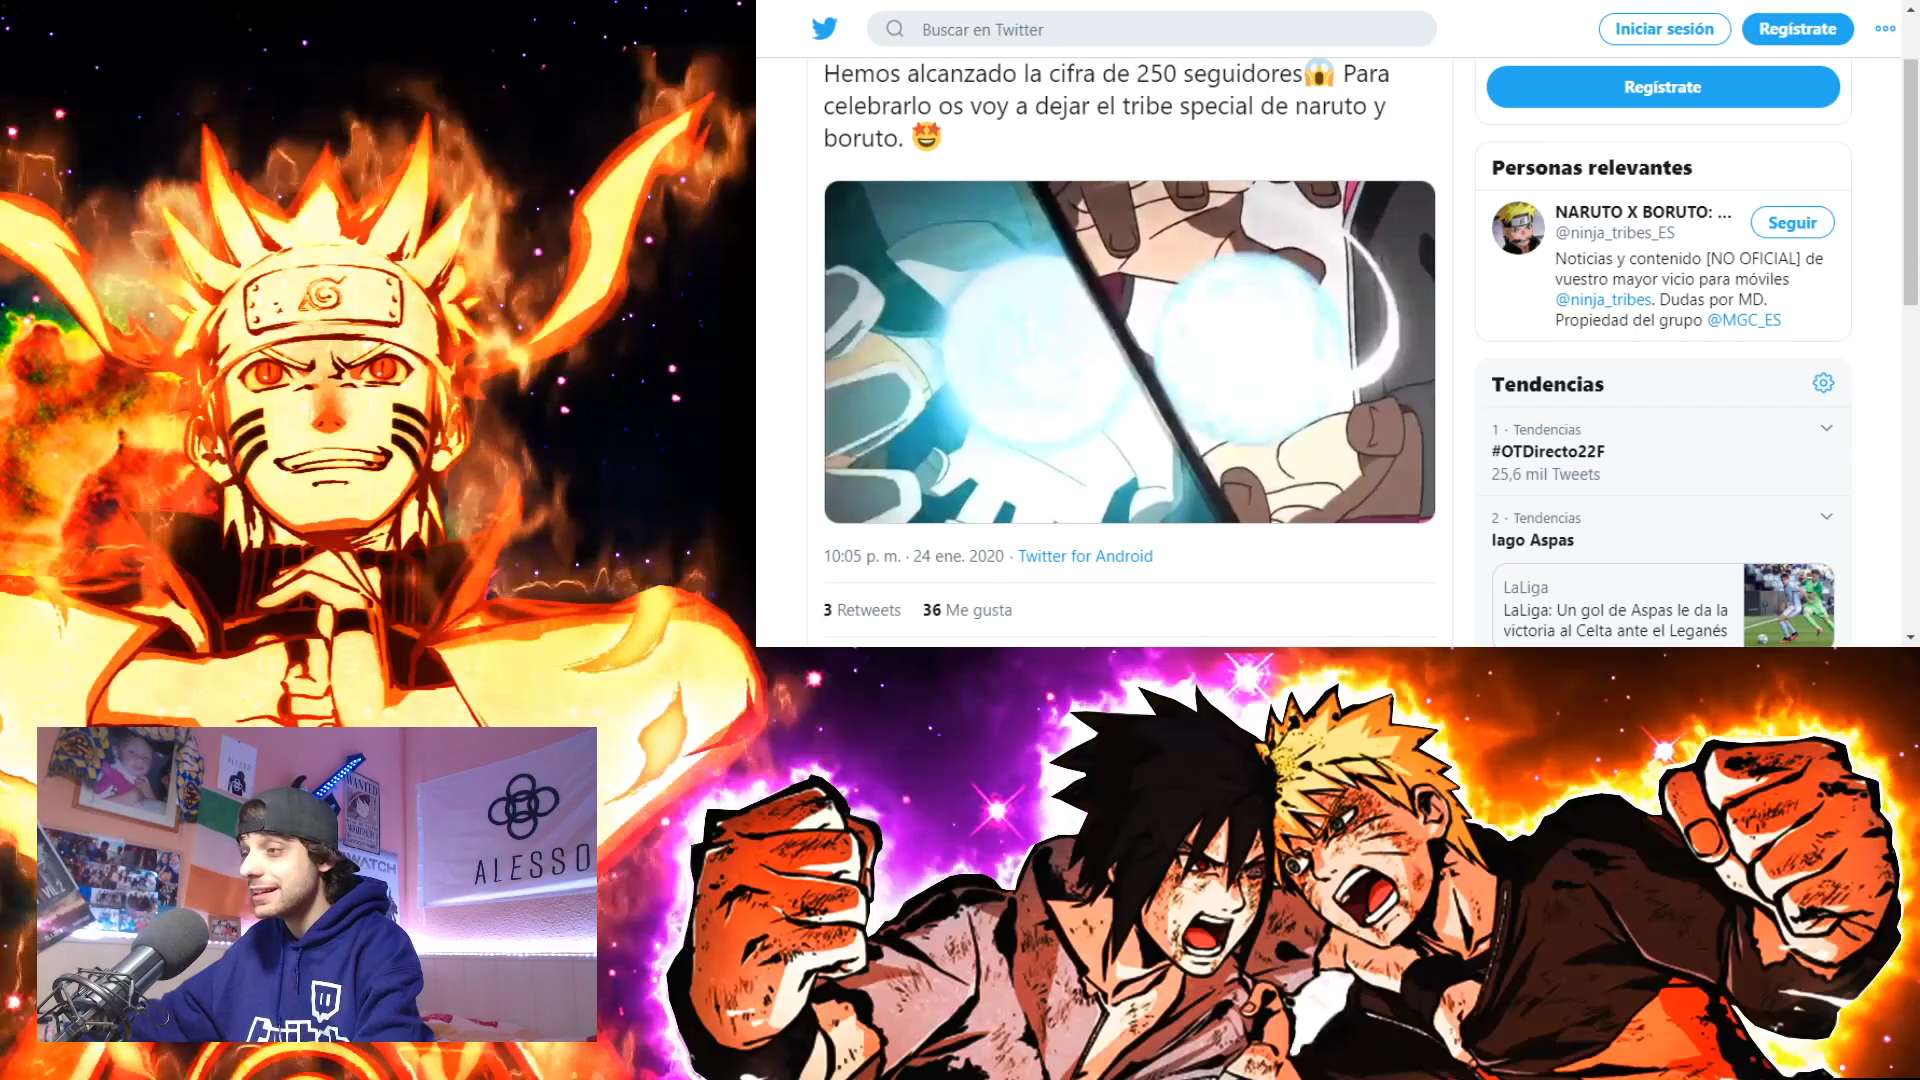 Buscar en Twitter
Iniciar sesión
Regístrate
Hemos alcanzado la cifra de 250 seguidores😱 Para
celebrarlo os voy a dejar el tribe special de naruto y
boruto. 🤩
10:05 p. m. · 24 ene. 2020 · Twitter for Android
3 Retweets 36 Me gusta
Regístrate
Personas relevantes
NARUTO X BORUTO: ...
@ninja_tribes_ES
Seguir
Noticias y contenido [NO OFICIAL] de
vuestro mayor vicio para móviles
@ninja_tribes. Dudas por MD.
Propiedad del grupo @MGC_ES
Tendencias
1 · Tendencias
#OTDirecto22F
25,6 mil Tweets
2 · Tendencias
Iago Aspas
LaLiga
LaLiga: Un gol de Aspas le da la
victoria al Celta ante el Leganés
ALESSO
WANTED
ALESSO